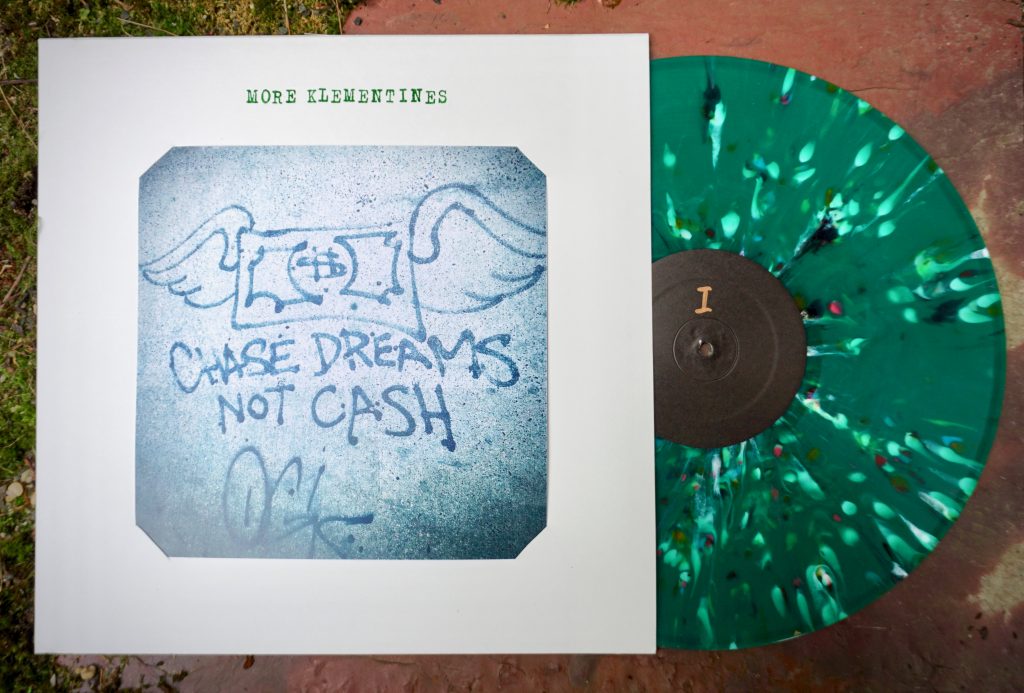 MORE KLEMENTINES
$
CHASE DREAMS
NOT CASH
I